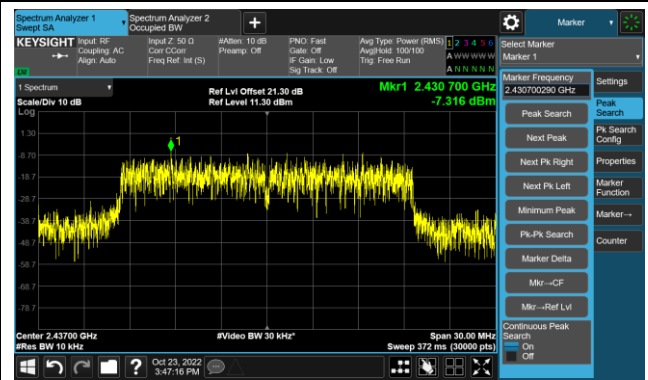 Spectrum Analyzer 1
Swept SA
Spectrum Analyzer 2
Occupied BW
+
Marker
KEYSIGHT
Input: RF
Coupling: AC
Align: Auto
Input Z: 50 Ω
Corr CCorr
Freq Ref: Int (S)
#Atten: 10 dB
Preamp: Off
PNO: Fast
Gate: Off
IF Gain: Low
Sig Track: Off
Avg Type: Power (RMS)
Avg|Hold: 100/100
Trig: Free Run
1 2 3 4 5 6
A W W W W W
A N N N N N
LXI
Select Marker
Marker 1
1 Spectrum
Scale/Div 10 dB
Log
Ref Lvl Offset 21.30 dB
Ref Level 11.30 dBm
Mkr1 2.430 700 GHz
-7.316 dBm
1
1.30
-8.70
-18.7
-28.7
-38.7
-48.7
-58.7
-68.7
-78.7
Center 2.43700 GHz
#Res BW 10 kHz
#Video BW 30 kHz*
Span 30.00 MHz
Sweep 372 ms (30000 pts)
Marker Frequency
2.430700290 GHz
Peak Search
Next Peak
Next Pk Right
Next Pk Left
Minimum Peak
Pk-Pk Search
Marker Delta
Mkr→CF
Mkr→Ref Lvl
Continuous Peak
Search
On
Off
Settings
Peak
Search
Pk Search
Config
Properties
Marker
Function
Marker→
Counter
?
Oct 23, 2022
3:47:16 PM